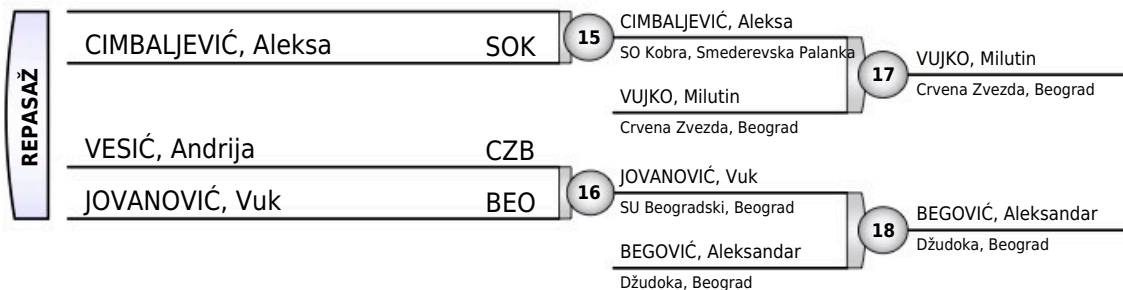 REPASAŽ
CIMBALJEVIĆ, Aleksa SOK
VESIĆ, Andrija CZB
JOVANOVIĆ, Vuk BEO
15
CIMBALJEVIĆ, Aleksa
SO Kobra, Smederevska Palanka
VUJKO, Milutin
Crvena Zvezda, Beograd
16
JOVANOVIĆ, Vuk
SU Beogradski, Beograd
BEGOVIĆ, Aleksandar
Džudoka, Beograd
17
VUJKO, Milutin
Crvena Zvezda, Beograd
18
BEGOVIĆ, Aleksandar
Džudoka, Beograd